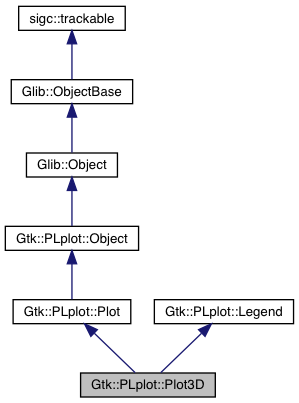 sigc::trackable
Glib::ObjectBase
Glib::Object
Gtk::PLplot::Object
Gtk::PLplot::Plot
Gtk::PLplot::Legend
Gtk::PLplot::Plot3D